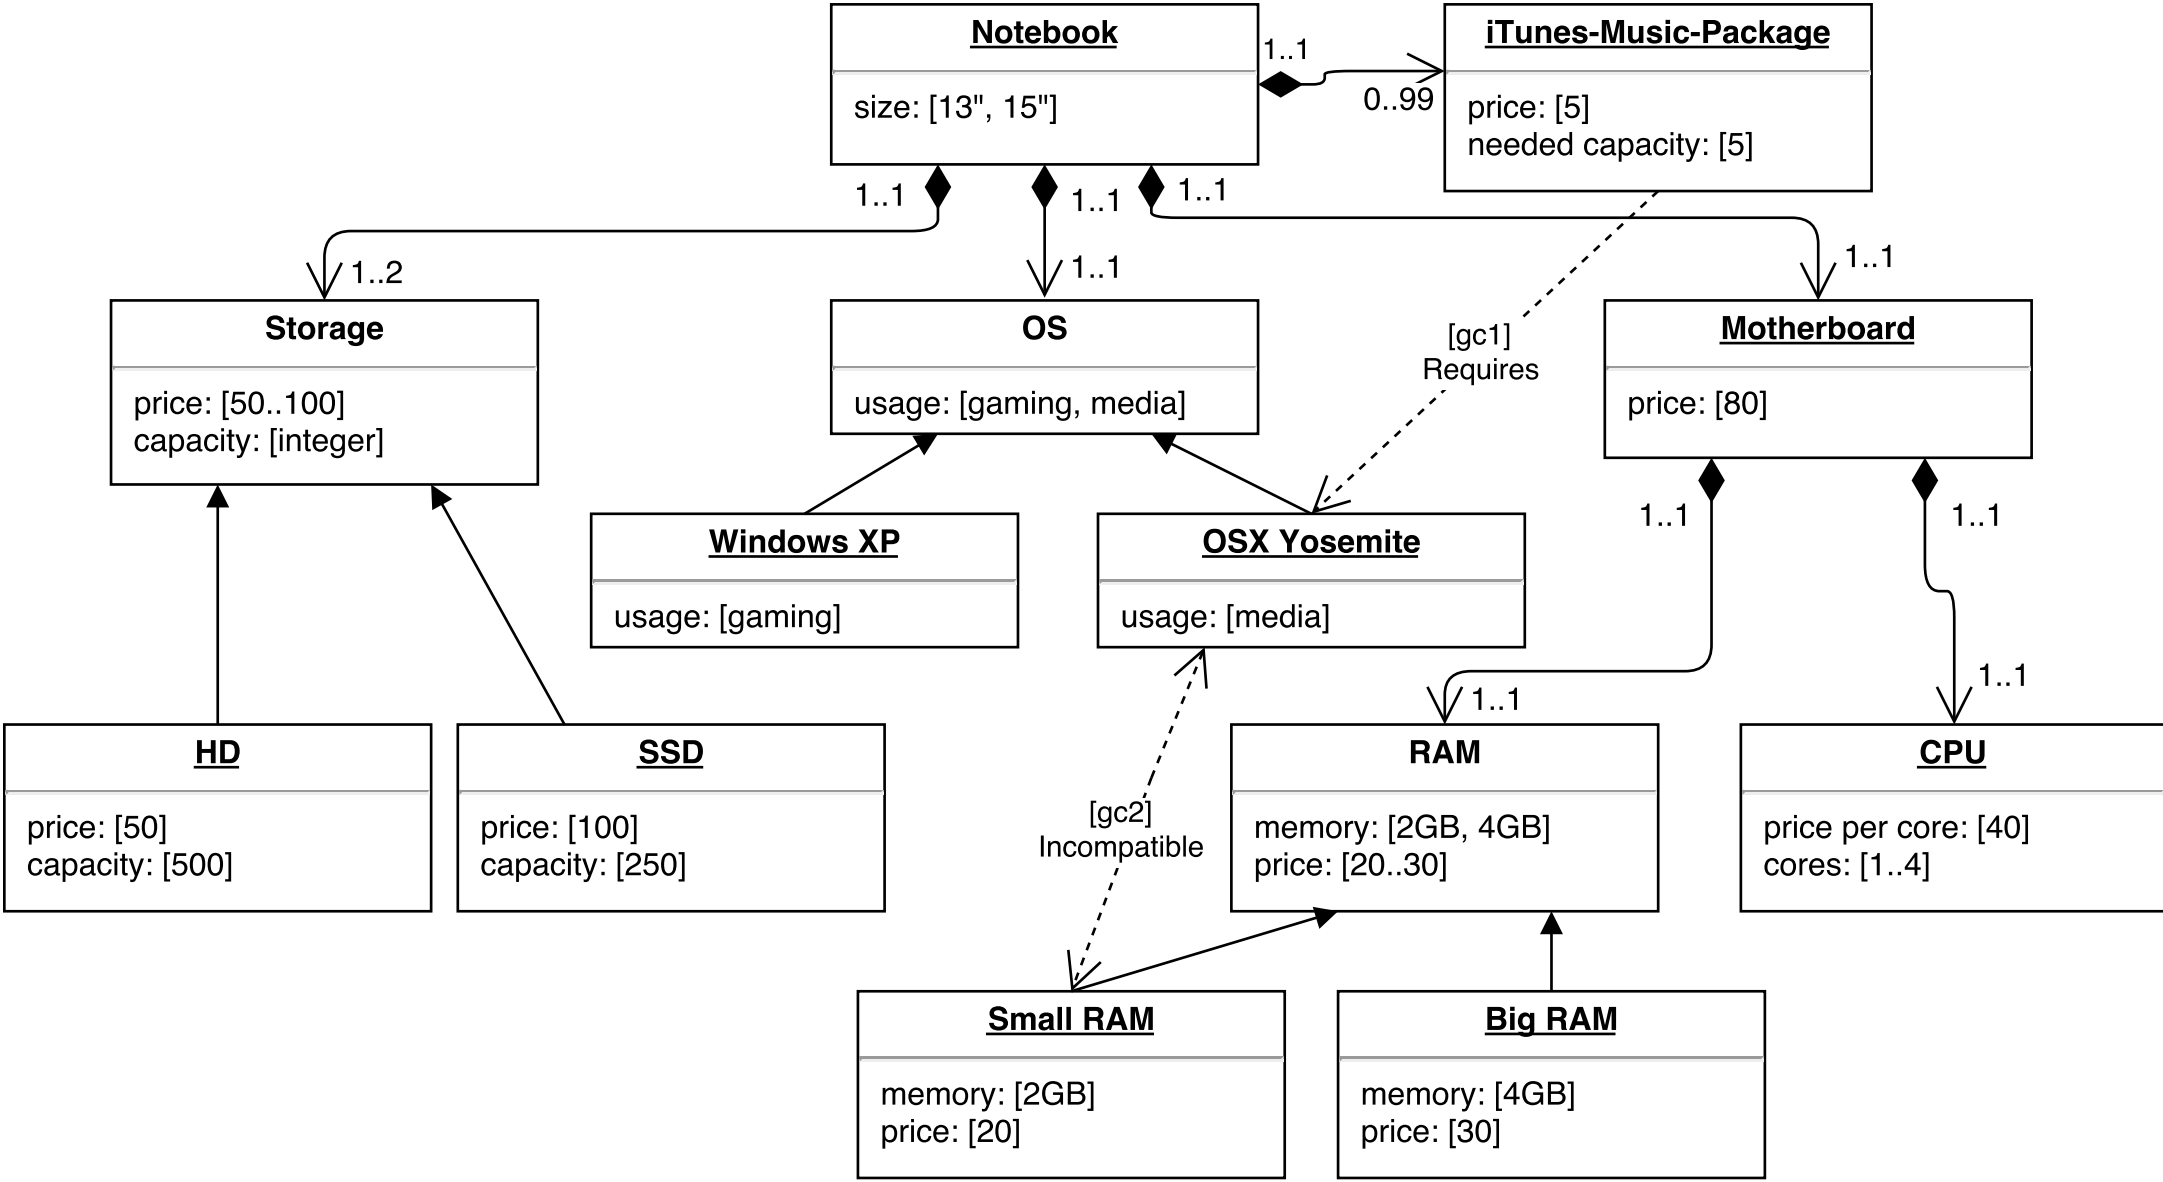 Notebook
size: [13", 15"]
1..1
0..99
iTunes-Music-Package
price: [5]
needed capacity: [5]
1..1
1..1
1..1
1..2
1..1
1..1
Storage
price: [50..100]
capacity: [integer]
OS
usage: [gaming, media]
[gc1]
Requires
Motherboard
price: [80]
1..1
1..1
Windows XP
usage: [gaming]
OSX Yosemite
usage: [media]
1..1
1..1
HD
price: [50]
capacity: [500]
SSD
price: [100]
capacity: [250]
[gc2]
Incompatible
RAM
memory: [2GB, 4GB]
price: [20..30]
CPU
price per core: [40]
cores: [1..4]
Small RAM
memory: [2GB]
price: [20]
Big RAM
memory: [4GB]
price: [30]